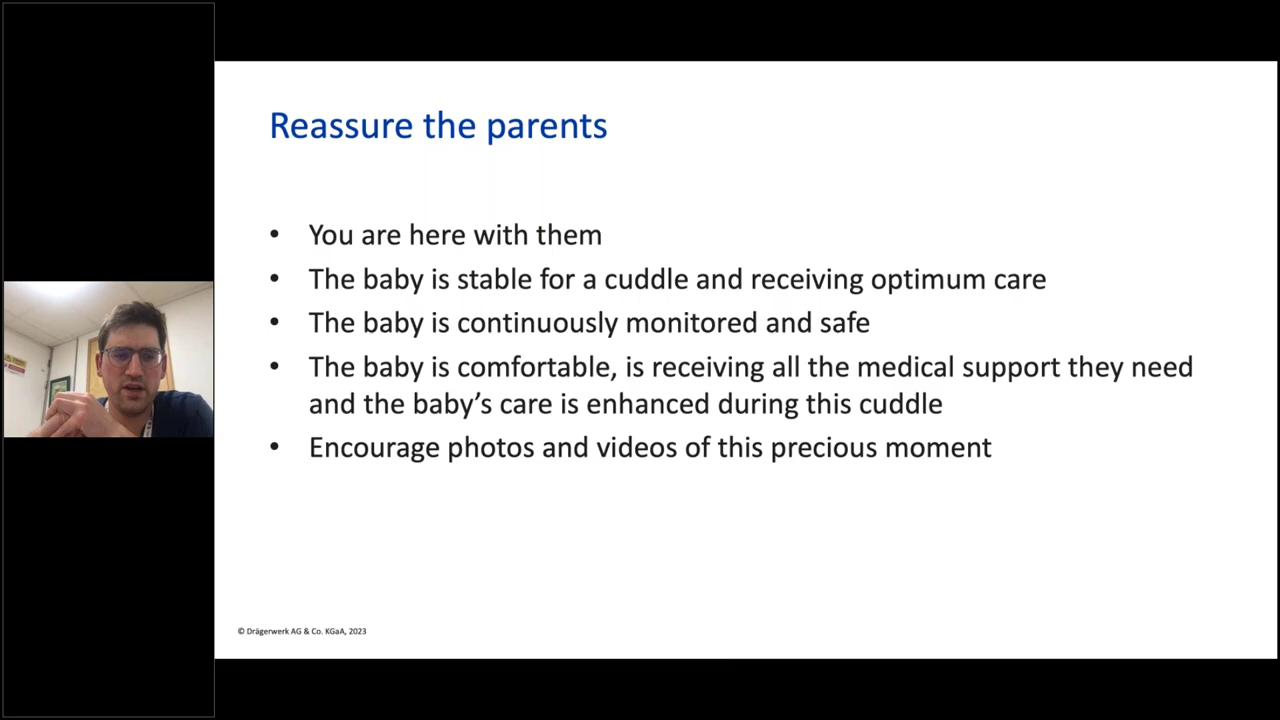 Reassure the parents
• You are here with them
• The baby is stable for a cuddle and receiving optimum care
• The baby is continuously monitored and safe
• The baby is comfortable, is receiving all the medical support they need
and the baby’s care is enhanced during this cuddle
• Encourage photos and videos of this precious moment
© Drägerwerk AG & Co. KGaA, 2023